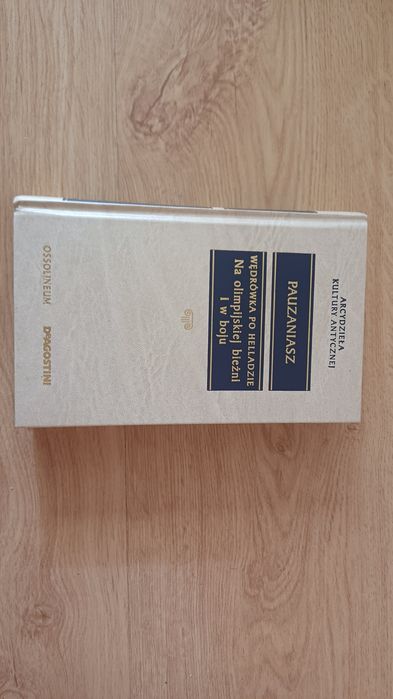 ARCYDZIEŁA
KULTURY ANTYCZNEJ
PAUZANIASZ
WĘDRÓWKA PO HELLADZIE
Na olimpijskiej bieżni
i w boju
OSSOLINEUM
DEAGOSTINI